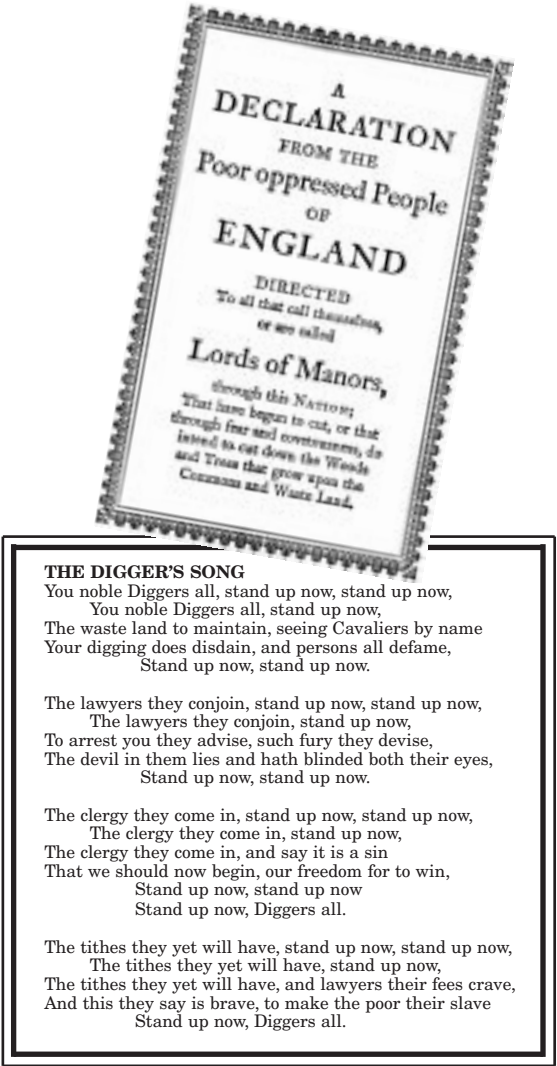 A
DECLARATION
FROM THE
Poor oppressed People
OF
ENGLAND
DIRECTED
To all that call themselves,
or are called
Lords of Manors,
through this NATION;
That have begun to cut, or that
through fear and covetousness, do
intend to cut down the Woods
and Trees that grow upon the
Commons and Waste Land.
THE DIGGER'S SONG
You noble Diggers all, stand up now, stand up now,
You noble Diggers all, stand up now,
The waste land to maintain, seeing Cavaliers by name
Your digging does disdain, and persons all defame,
Stand up now, stand up now.
The lawyers they conjoin, stand up now, stand up now,
The lawyers they conjoin, stand up now,
To arrest you they advise, such fury they devise,
The devil in them lies and hath blinded both their eyes,
Stand up now, stand up now.
The clergy they come in, stand up now, stand up now,
The clergy they come in, stand up now,
The clergy they come in, and say it is a sin
That we should now begin, our freedom for to win,
Stand up now, stand up now
Stand up now, Diggers all.
The tithes they yet will have, stand up now, stand up now,
The tithes they yet will have, stand up now,
The tithes they yet will have, and lawyers their fees crave,
And this they say is brave, to make the poor their slave
Stand up now, Diggers all.